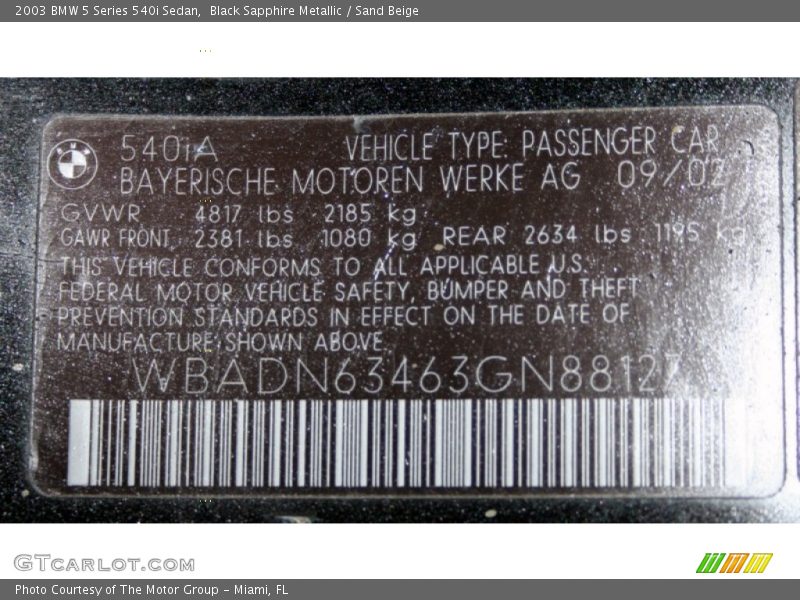 2003 BMW 5 Series 540i Sedan,  Black Sapphire Metallic / Sand Beige
540iA VEHICLE TYPE: PASSENGER CAR
BAYERISCHE MOTOREN WERKE AG 09/02
GVWR 4817 lbs 2185 kg
GAWR FRONT 2381 lbs 1080 kg REAR 2634 lbs 1195 kg
THIS VEHICLE CONFORMS TO ALL APPLICABLE U.S.
FEDERAL MOTOR VEHICLE SAFETY, BUMPER AND THEFT
PREVENTION STANDARDS IN EFFECT ON THE DATE OF
MANUFACTURE SHOWN ABOVE
WBADN63463GN88127
GTCARLOT.COM
Photo Courtesy of The Motor Group - Miami, FL